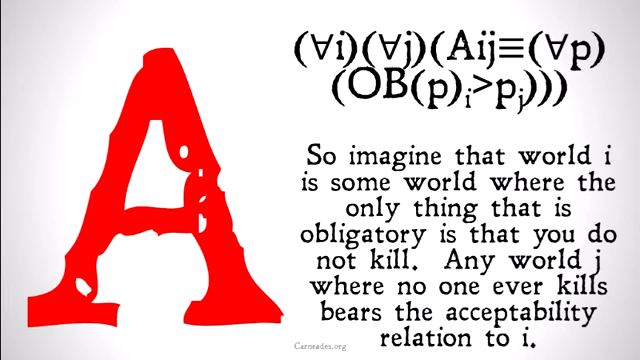 A
(∀i)(∀j)(Aij≡(∀p)
(OB(p)ᵢ>pⱼ)))
So imagine that world i
is some world where the
only thing that is
obligatory is that you do
not kill.  Any world j
where no one ever kills
bears the acceptability
relation to i.
Carneades.org